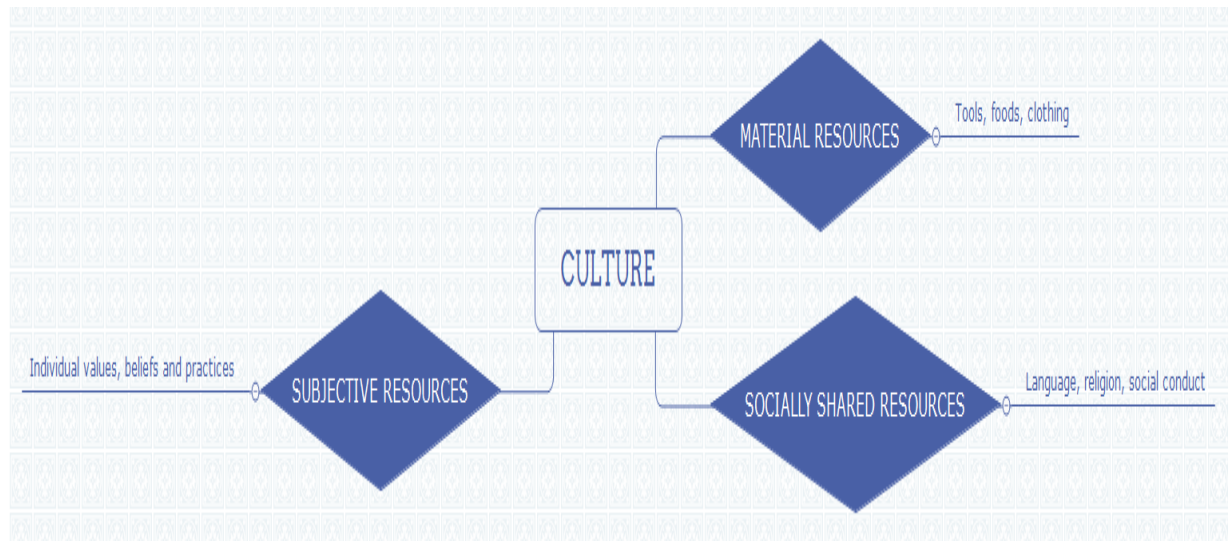 CULTURE
MATERIAL RESOURCES
Tools, foods, clothing
SOCIALLY SHARED RESOURCES
Language, religion, social conduct
SUBJECTIVE RESOURCES
Individual values, beliefs and practices